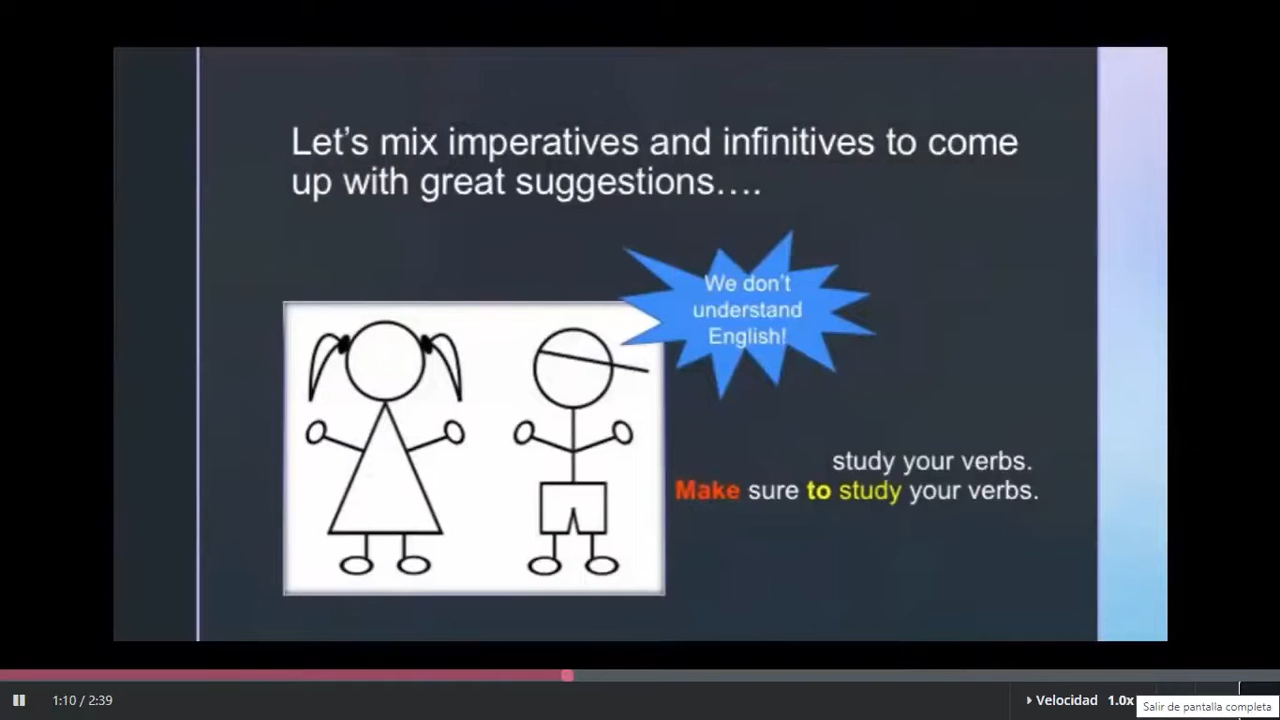 Let's mix imperatives and infinitives to come
up with great suggestions….
We don't
understand
English!
study your verbs.
Make sure to study your verbs.
1:10 / 2:39
Velocidad 1.0x
Salir de pantalla completa